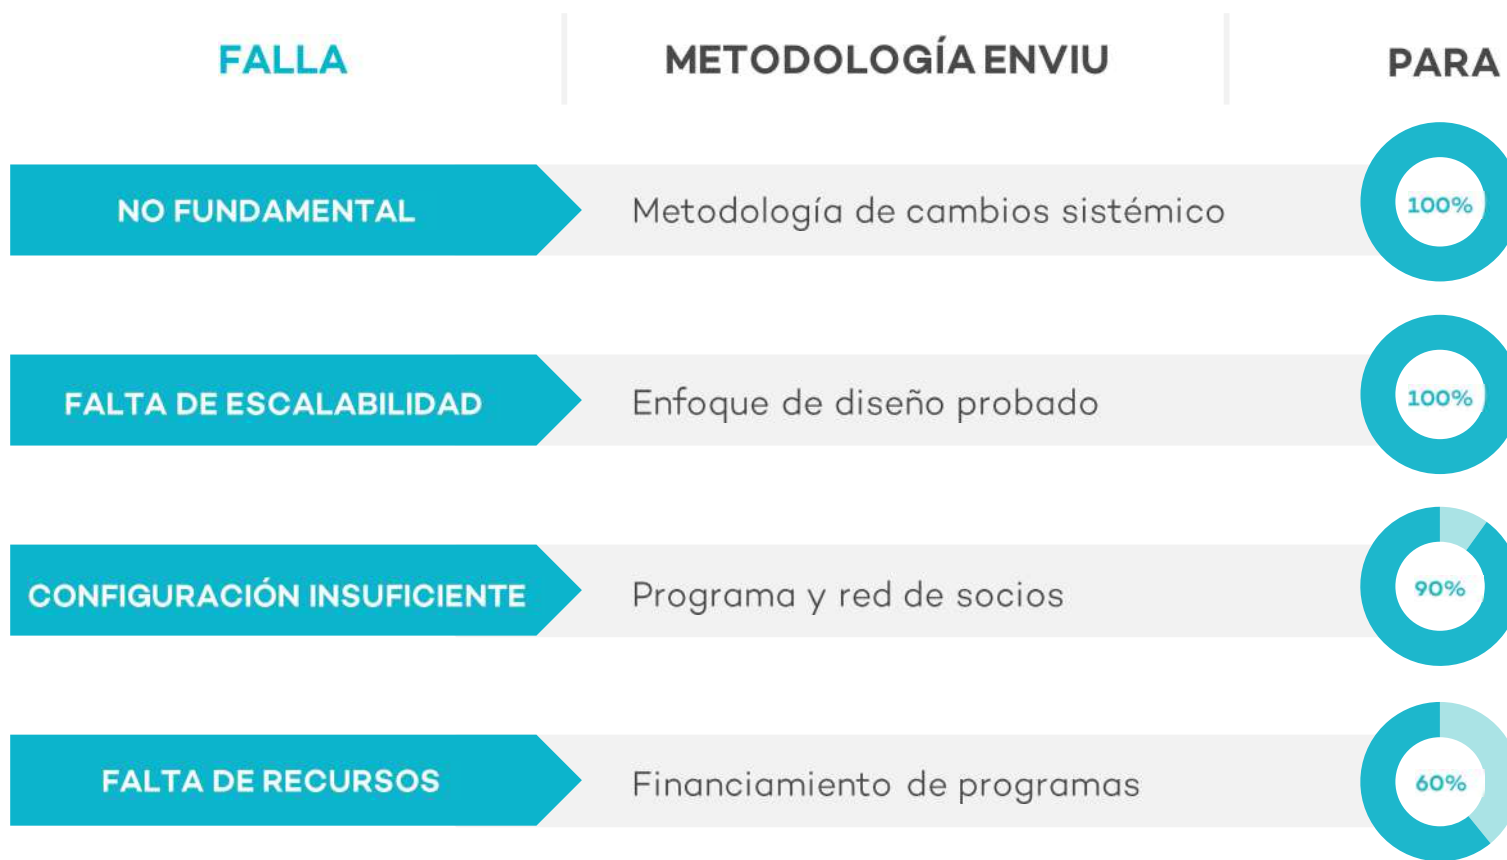 FALLA METODOLOGÍA ENVIU PARA
NO FUNDAMENTAL Metodología de cambios sistémico 100%
FALTA DE ESCALABILIDAD Enfoque de diseño probado 100%
CONFIGURACIÓN INSUFICIENTE Programa y red de socios 90%
FALTA DE RECURSOS Financiamiento de programas 60%